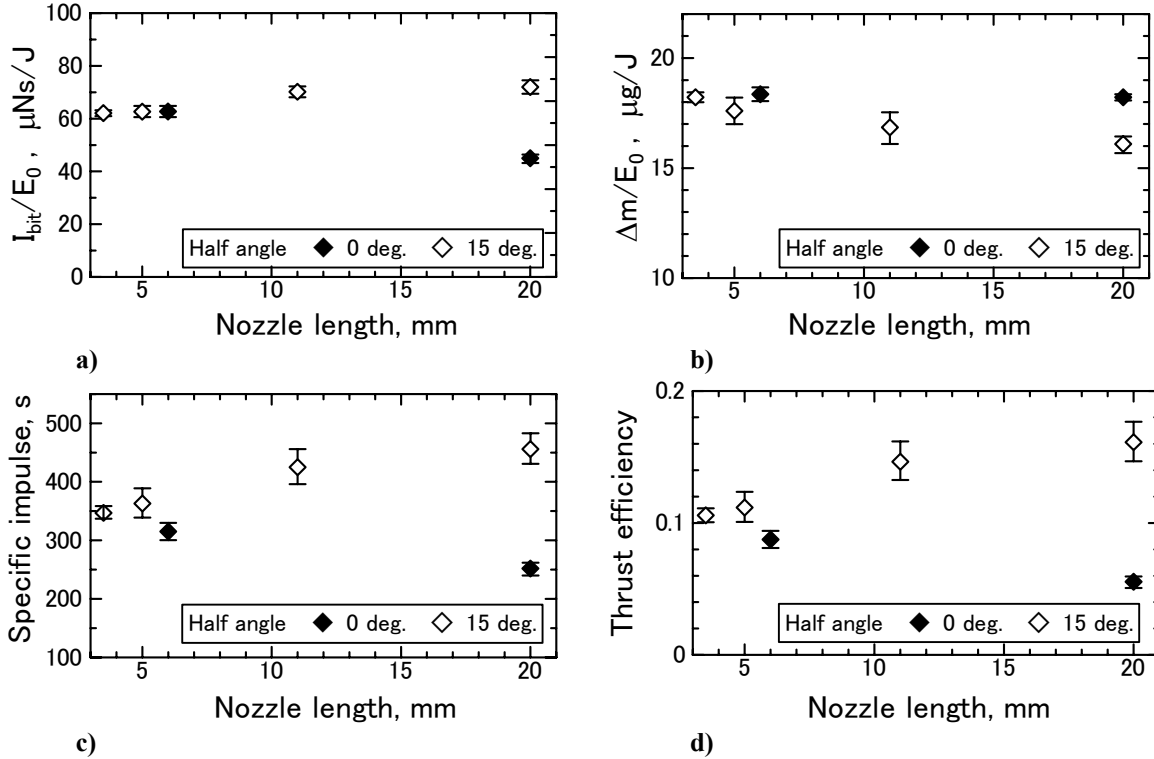 100
80
60
40
20
0
I_bit/E_0 , μNs/J
Half angle ◆ 0 deg. ◇ 15 deg.
5 10 15 20
Nozzle length, mm
a)
20
18
16
14
12
10
Δm/E_0 , μg/J
Half angle ◆ 0 deg. ◇ 15 deg.
5 10 15 20
Nozzle length, mm
b)
500
400
300
200
100
Specific impulse, s
Half angle ◆ 0 deg. ◇ 15 deg.
5 10 15 20
Nozzle length, mm
c)
0.2
0.1
0
Thrust efficiency
Half angle ◆ 0 deg. ◇ 15 deg.
5 10 15 20
Nozzle length, mm
d)